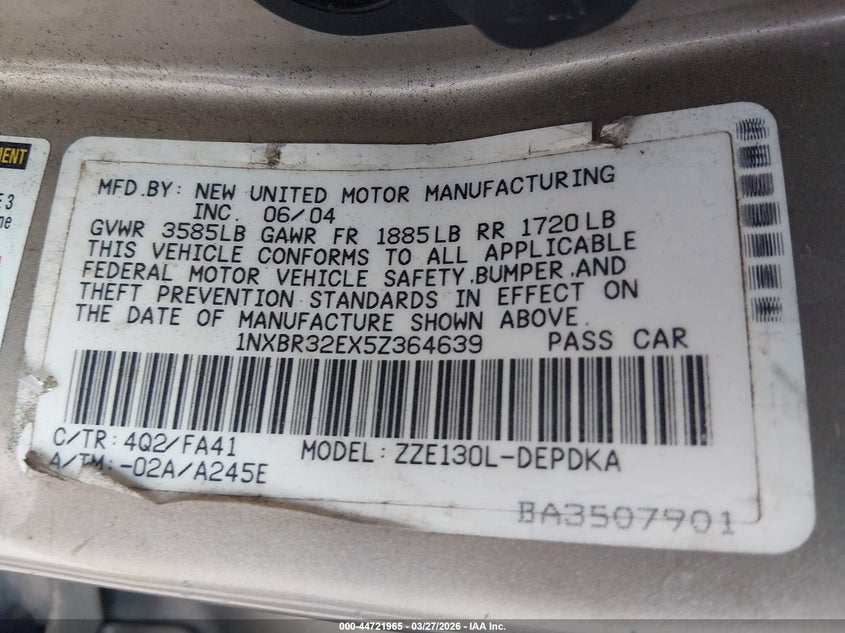 MENT
E 3
ne
MFD.BY: NEW UNITED MOTOR MANUFACTURING
INC. 06/04
GVWR 3585LB GAWR FR 1885LB RR 1720LB
THIS VEHICLE CONFORMS TO ALL APPLICABLE
FEDERAL MOTOR VEHICLE SAFETY,BUMPER,AND
THEFT PREVENTION STANDARDS IN EFFECT ON
THE DATE OF MANUFACTURE SHOWN ABOVE.
1NXBR32EX5Z364639 PASS CAR
C/TR: 4Q2/FA41 MODEL: ZZE130L-DEPDKA
A/TM:-02A/A245E
BA3507901
000-44721965 - 03/27/2026 - IAA Inc.